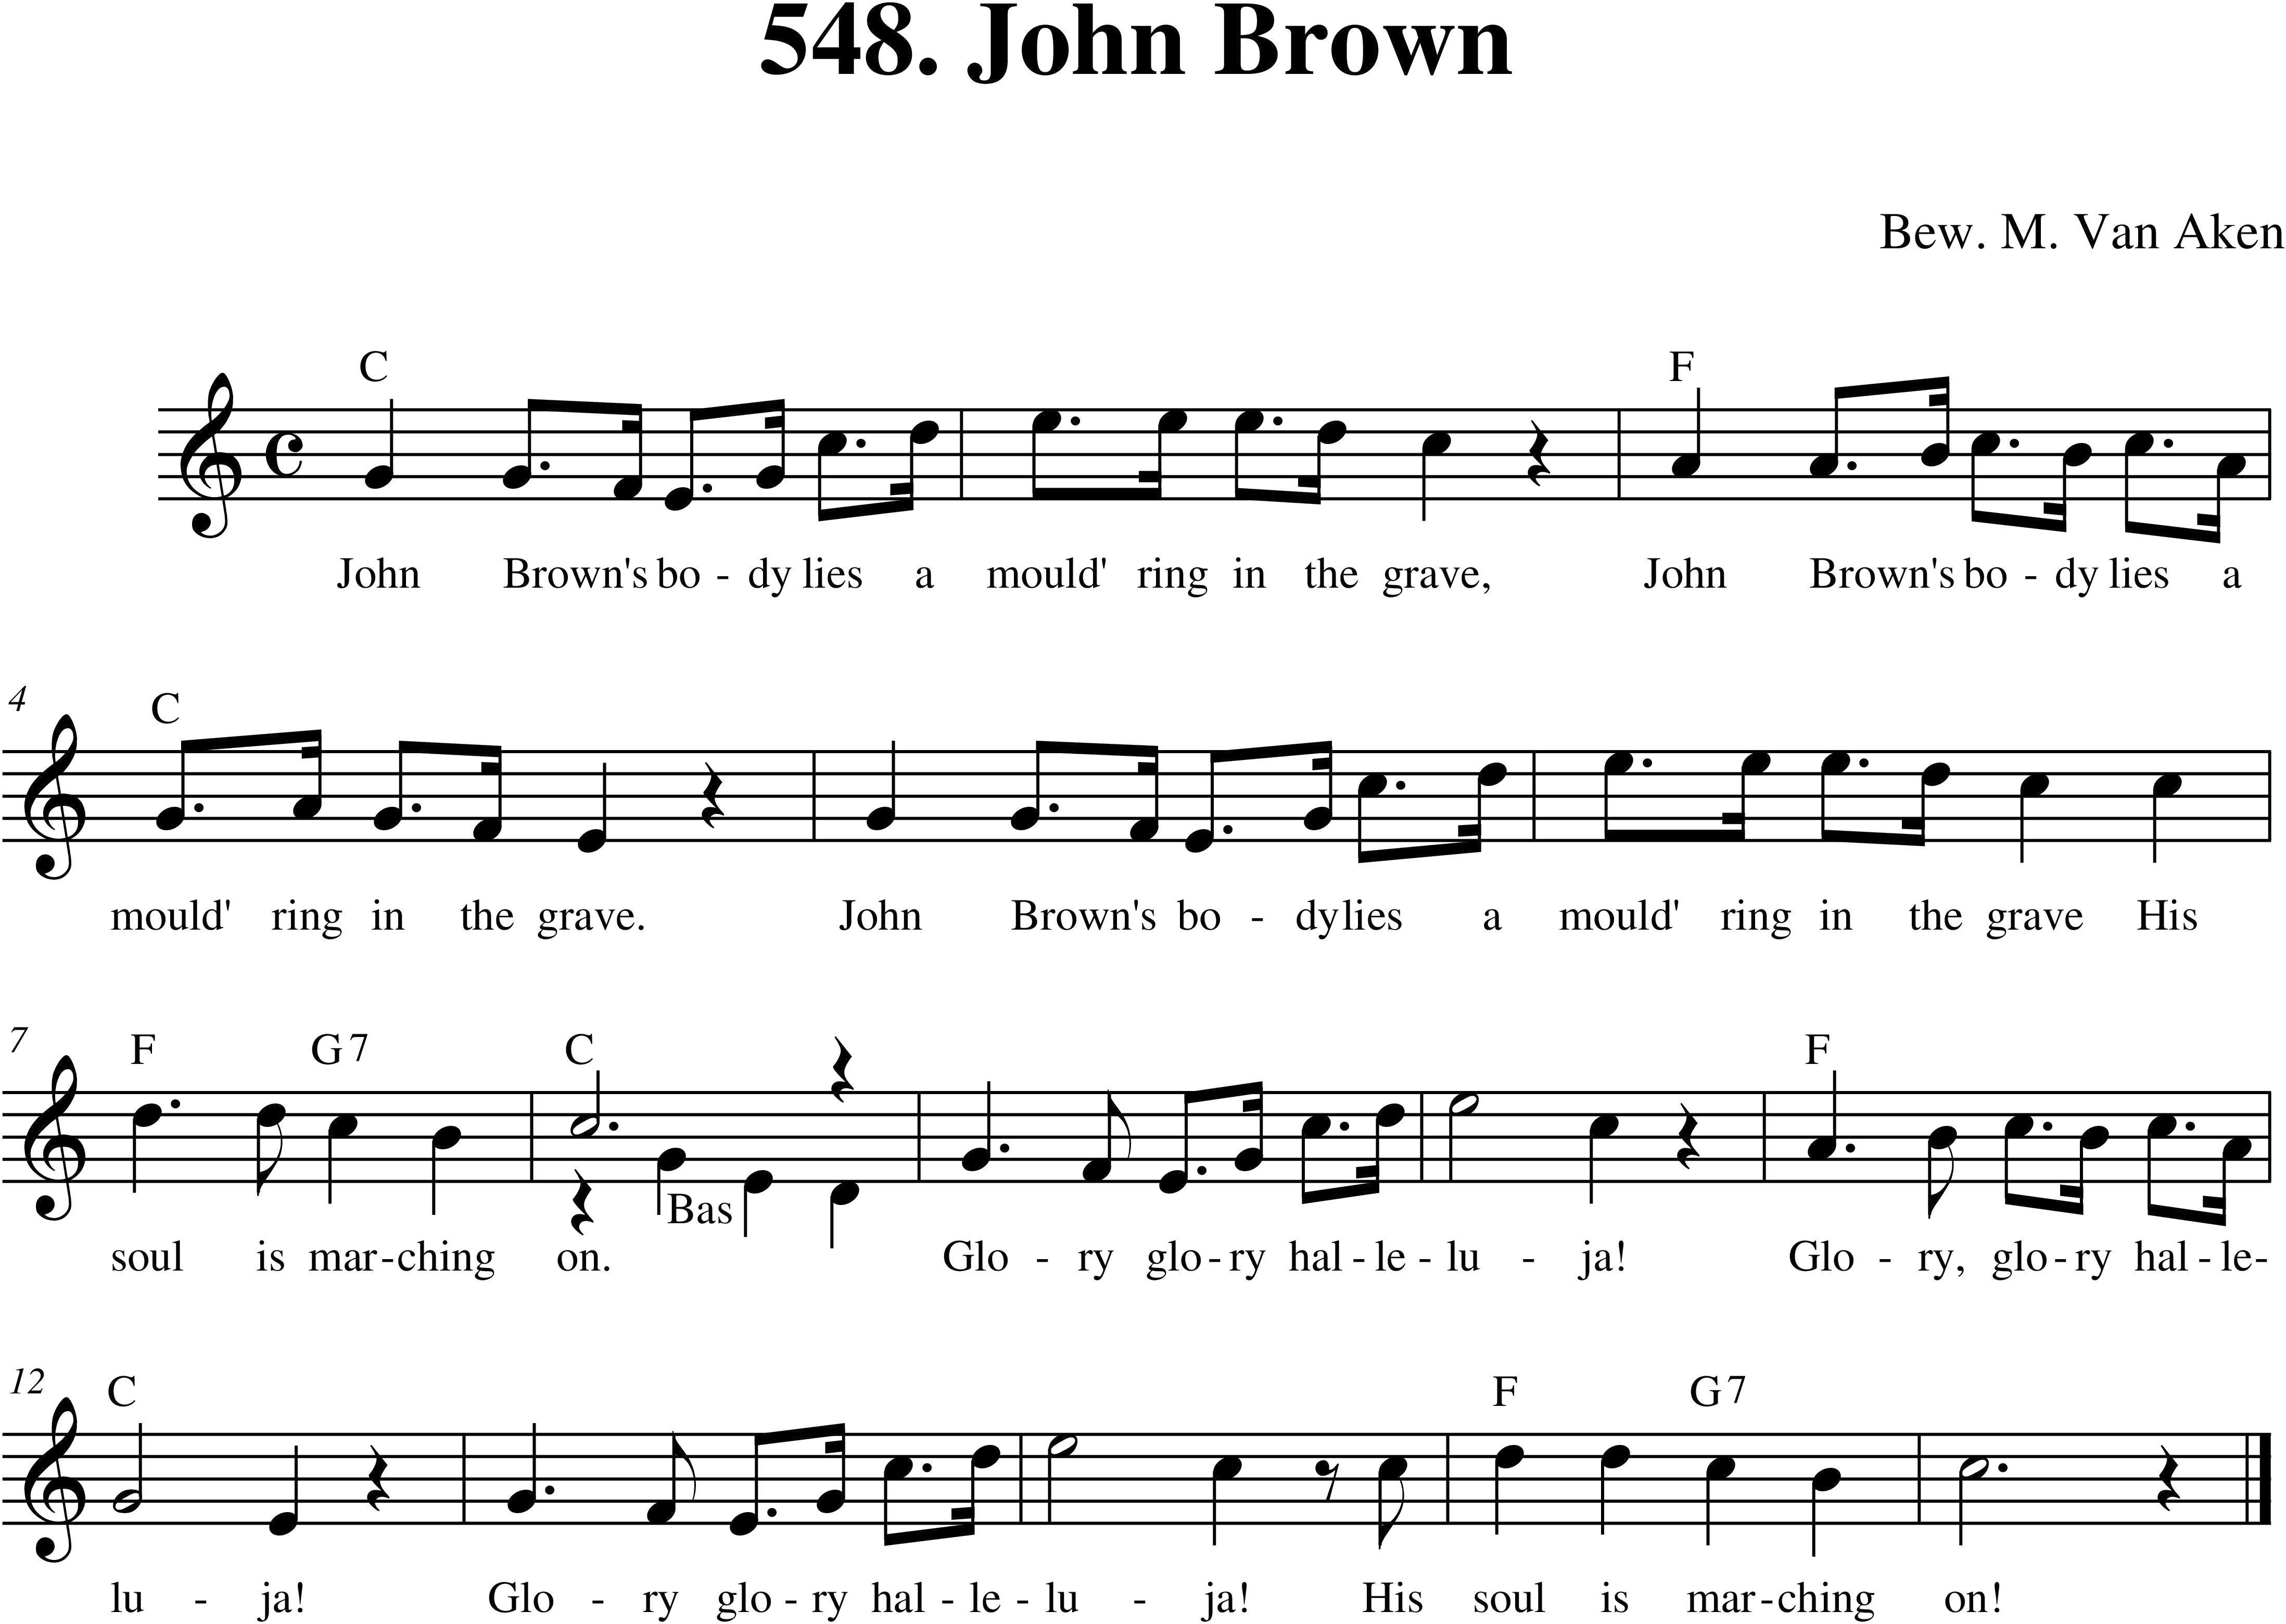 548. John Brown
Bew. M. Van Aken
C F
John Brown's bo - dy lies a mould' ring in the grave, John Brown's bo - dy lies a
4 C
mould' ring in the grave. John Brown's bo - dy lies a mould' ring in the grave His
7 F G7 C F
Bas
soul is mar-ching on. Glo - ry glo-ry hal-le-lu - ja! Glo - ry, glo-ry hal-le-
12 C F G7
lu - ja! Glo - ry glo-ry hal-le-lu - ja! His soul is mar-ching on!